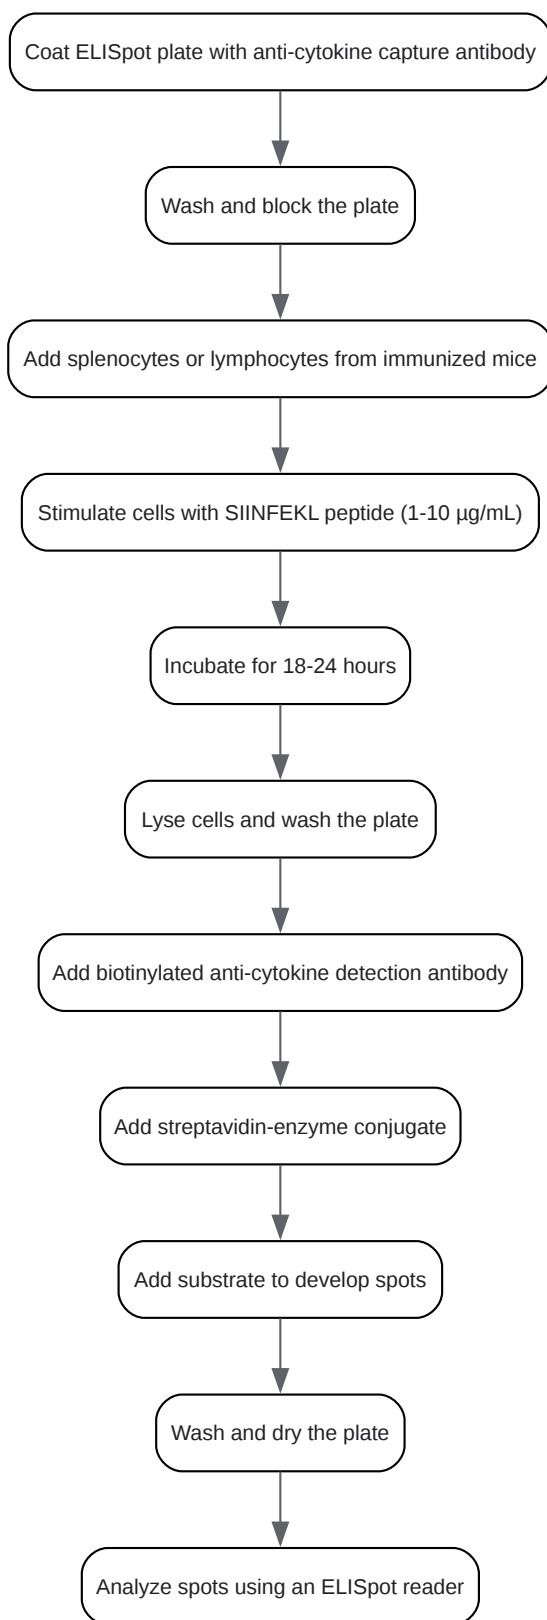 Coat ELISpot plate with anti-cytokine capture antibody
Wash and block the plate
Add splenocytes or lymphocytes from immunized mice
Stimulate cells with SIINFEKL peptide (1-10 µg/mL)
Incubate for 18-24 hours
Lyse cells and wash the plate
Add biotinylated anti-cytokine detection antibody
Add streptavidin-enzyme conjugate
Add substrate to develop spots
Wash and dry the plate
Analyze spots using an ELISpot reader